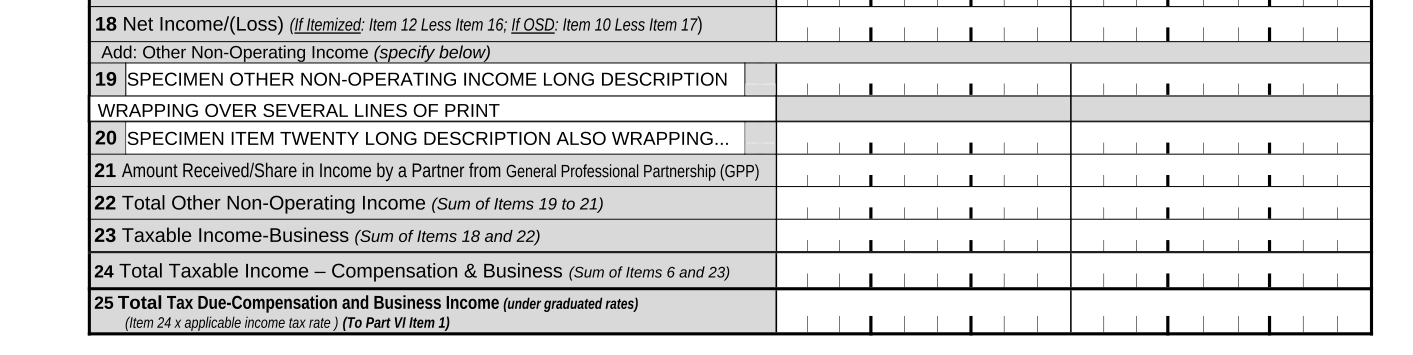 18 Net Income/(Loss) (If Itemized: Item 12 Less Item 16; If OSD: Item 10 Less Item 17)
Add: Other Non-Operating Income (specify below)
19 SPECIMEN OTHER NON-OPERATING INCOME LONG DESCRIPTION
WRAPPING OVER SEVERAL LINES OF PRINT
20 SPECIMEN ITEM TWENTY LONG DESCRIPTION ALSO WRAPPING...
21 Amount Received/Share in Income by a Partner from General Professional Partnership (GPP)
22 Total Other Non-Operating Income (Sum of Items 19 to 21)
23 Taxable Income-Business (Sum of Items 18 and 22)
24 Total Taxable Income – Compensation & Business (Sum of Items 6 and 23)
25 Total Tax Due-Compensation and Business Income (under graduated rates)
(Item 24 x applicable income tax rate ) (To Part VI Item 1)